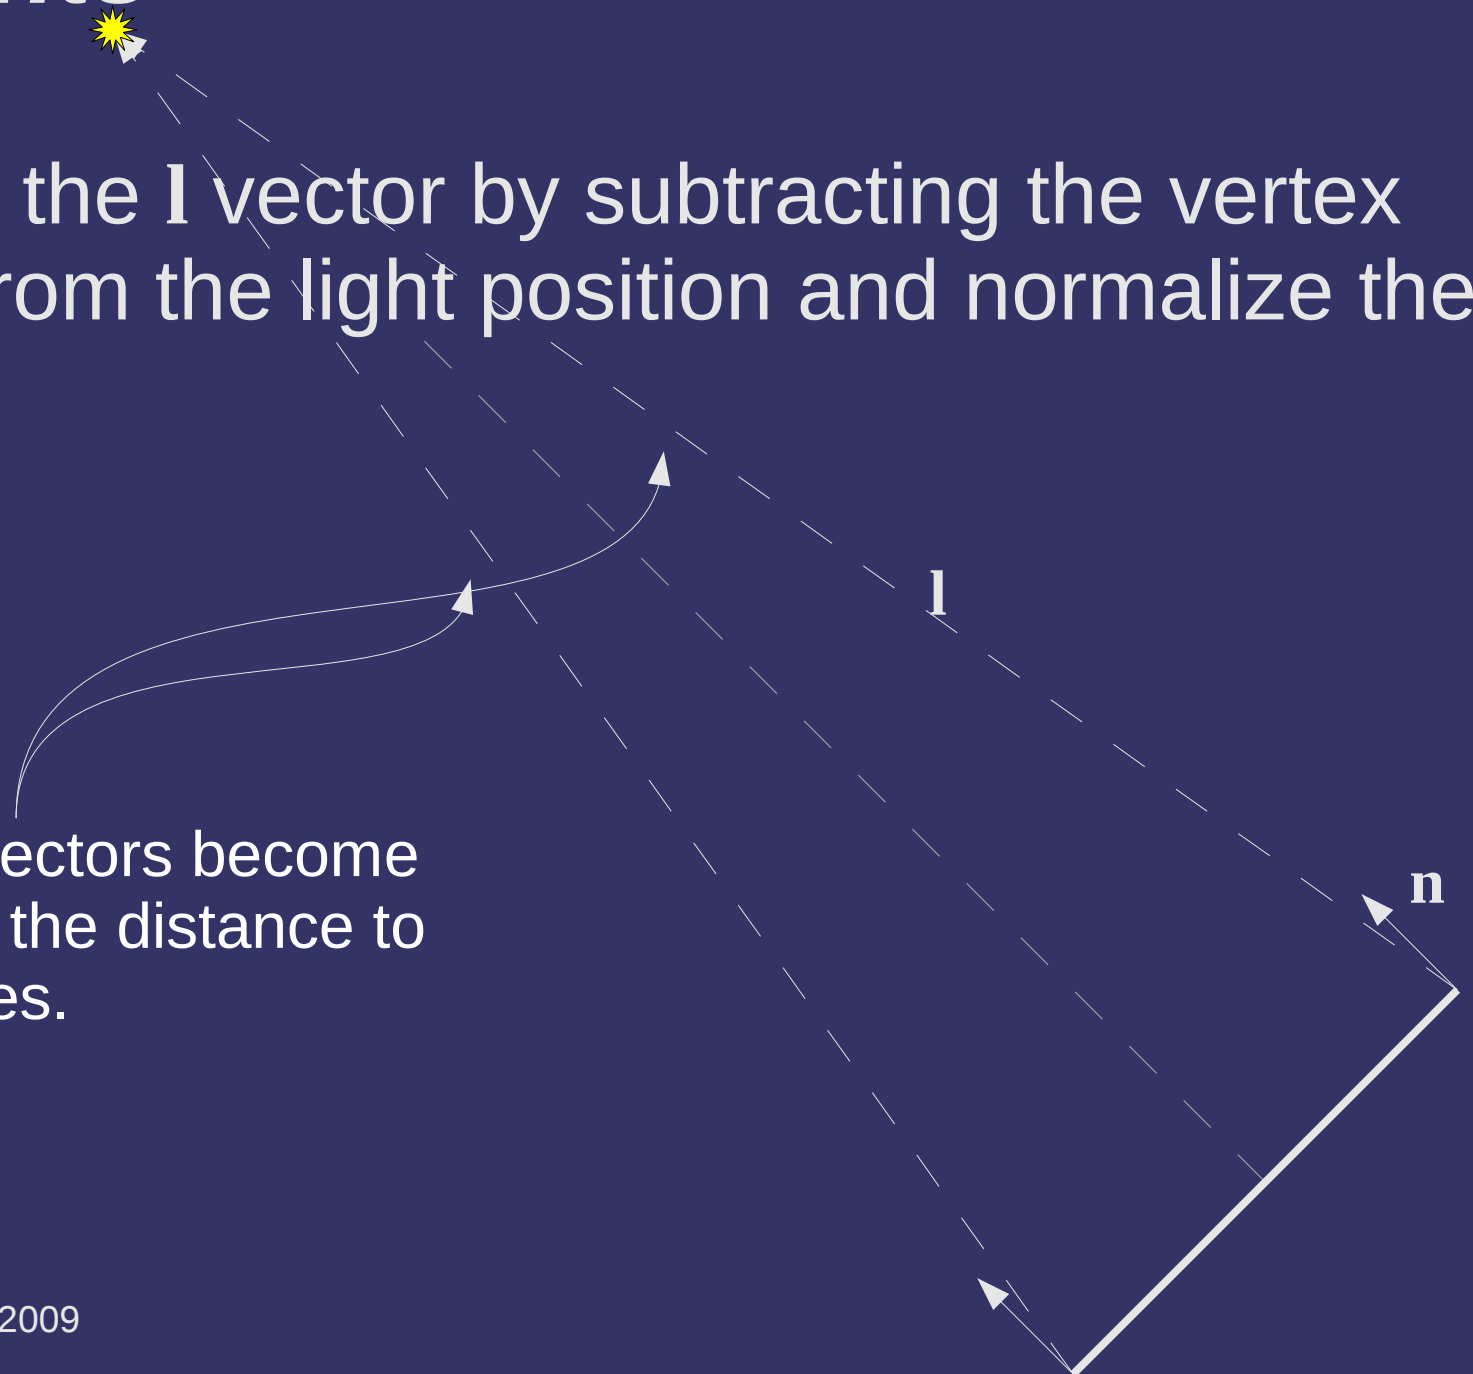 the l vector by subtracting the vertex
rom the light position and normalize the
l
n
ectors become
the distance to
es.
2009